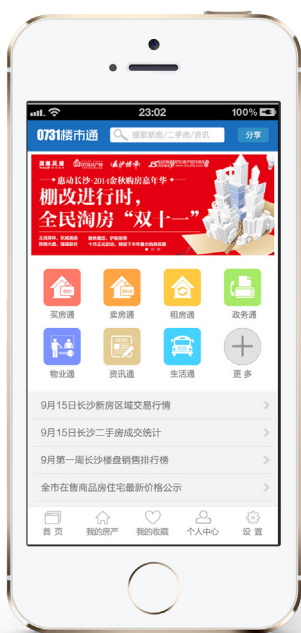 23:02
100%
0731楼市通
搜索新房/二手房/资讯
分享
惠动长沙·2014金秋购房嘉年华
棚改进行时，
全民淘房“双十一”
买房通
卖房通
租房通
政务通
物业通
资讯通
生活通
更多
9月15日长沙新房区域交易行情
9月15日长沙二手房成交统计
9月第一周长沙楼盘销售排行榜
全市在售商品房住宅最新价格公示
首页
我的房产
我的收藏
个人中心
设置